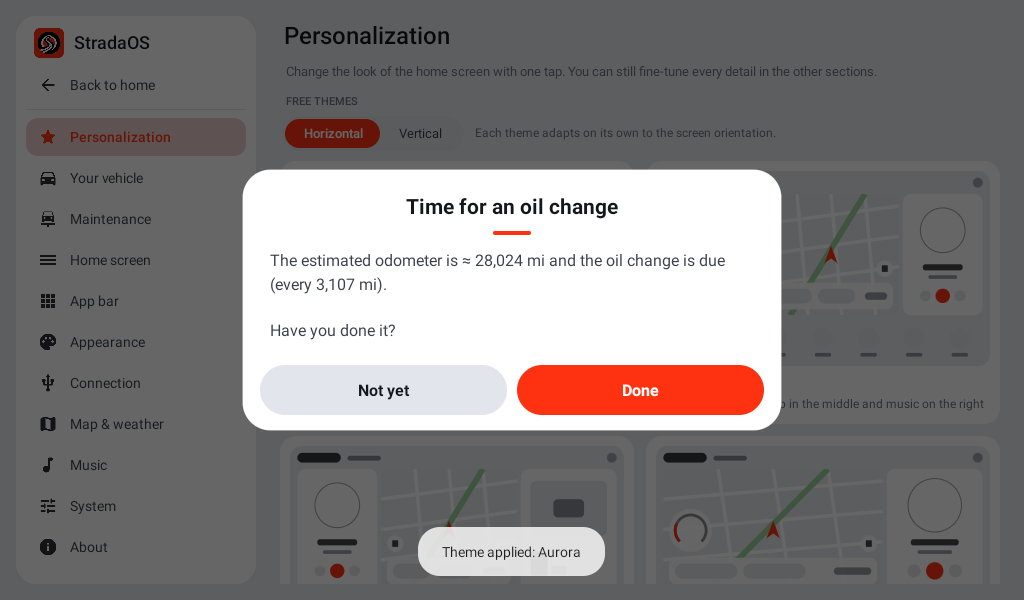 StradaOS
Back to home
Personalization
Your vehicle
Maintenance
Home screen
App bar
Appearance
Connection
Map & weather
Music
System
About
Personalization
Change the look of the home screen with one tap. You can still fine-tune every detail in the other sections.
FREE THEMES
Horizontal
Vertical
Each theme adapts on its own to the screen orientation.
in the middle and music on the right
Time for an oil change
The estimated odometer is ≈ 28,024 mi and the oil change is due
(every 3,107 mi).
Have you done it?
Not yet
Done
Theme applied: Aurora